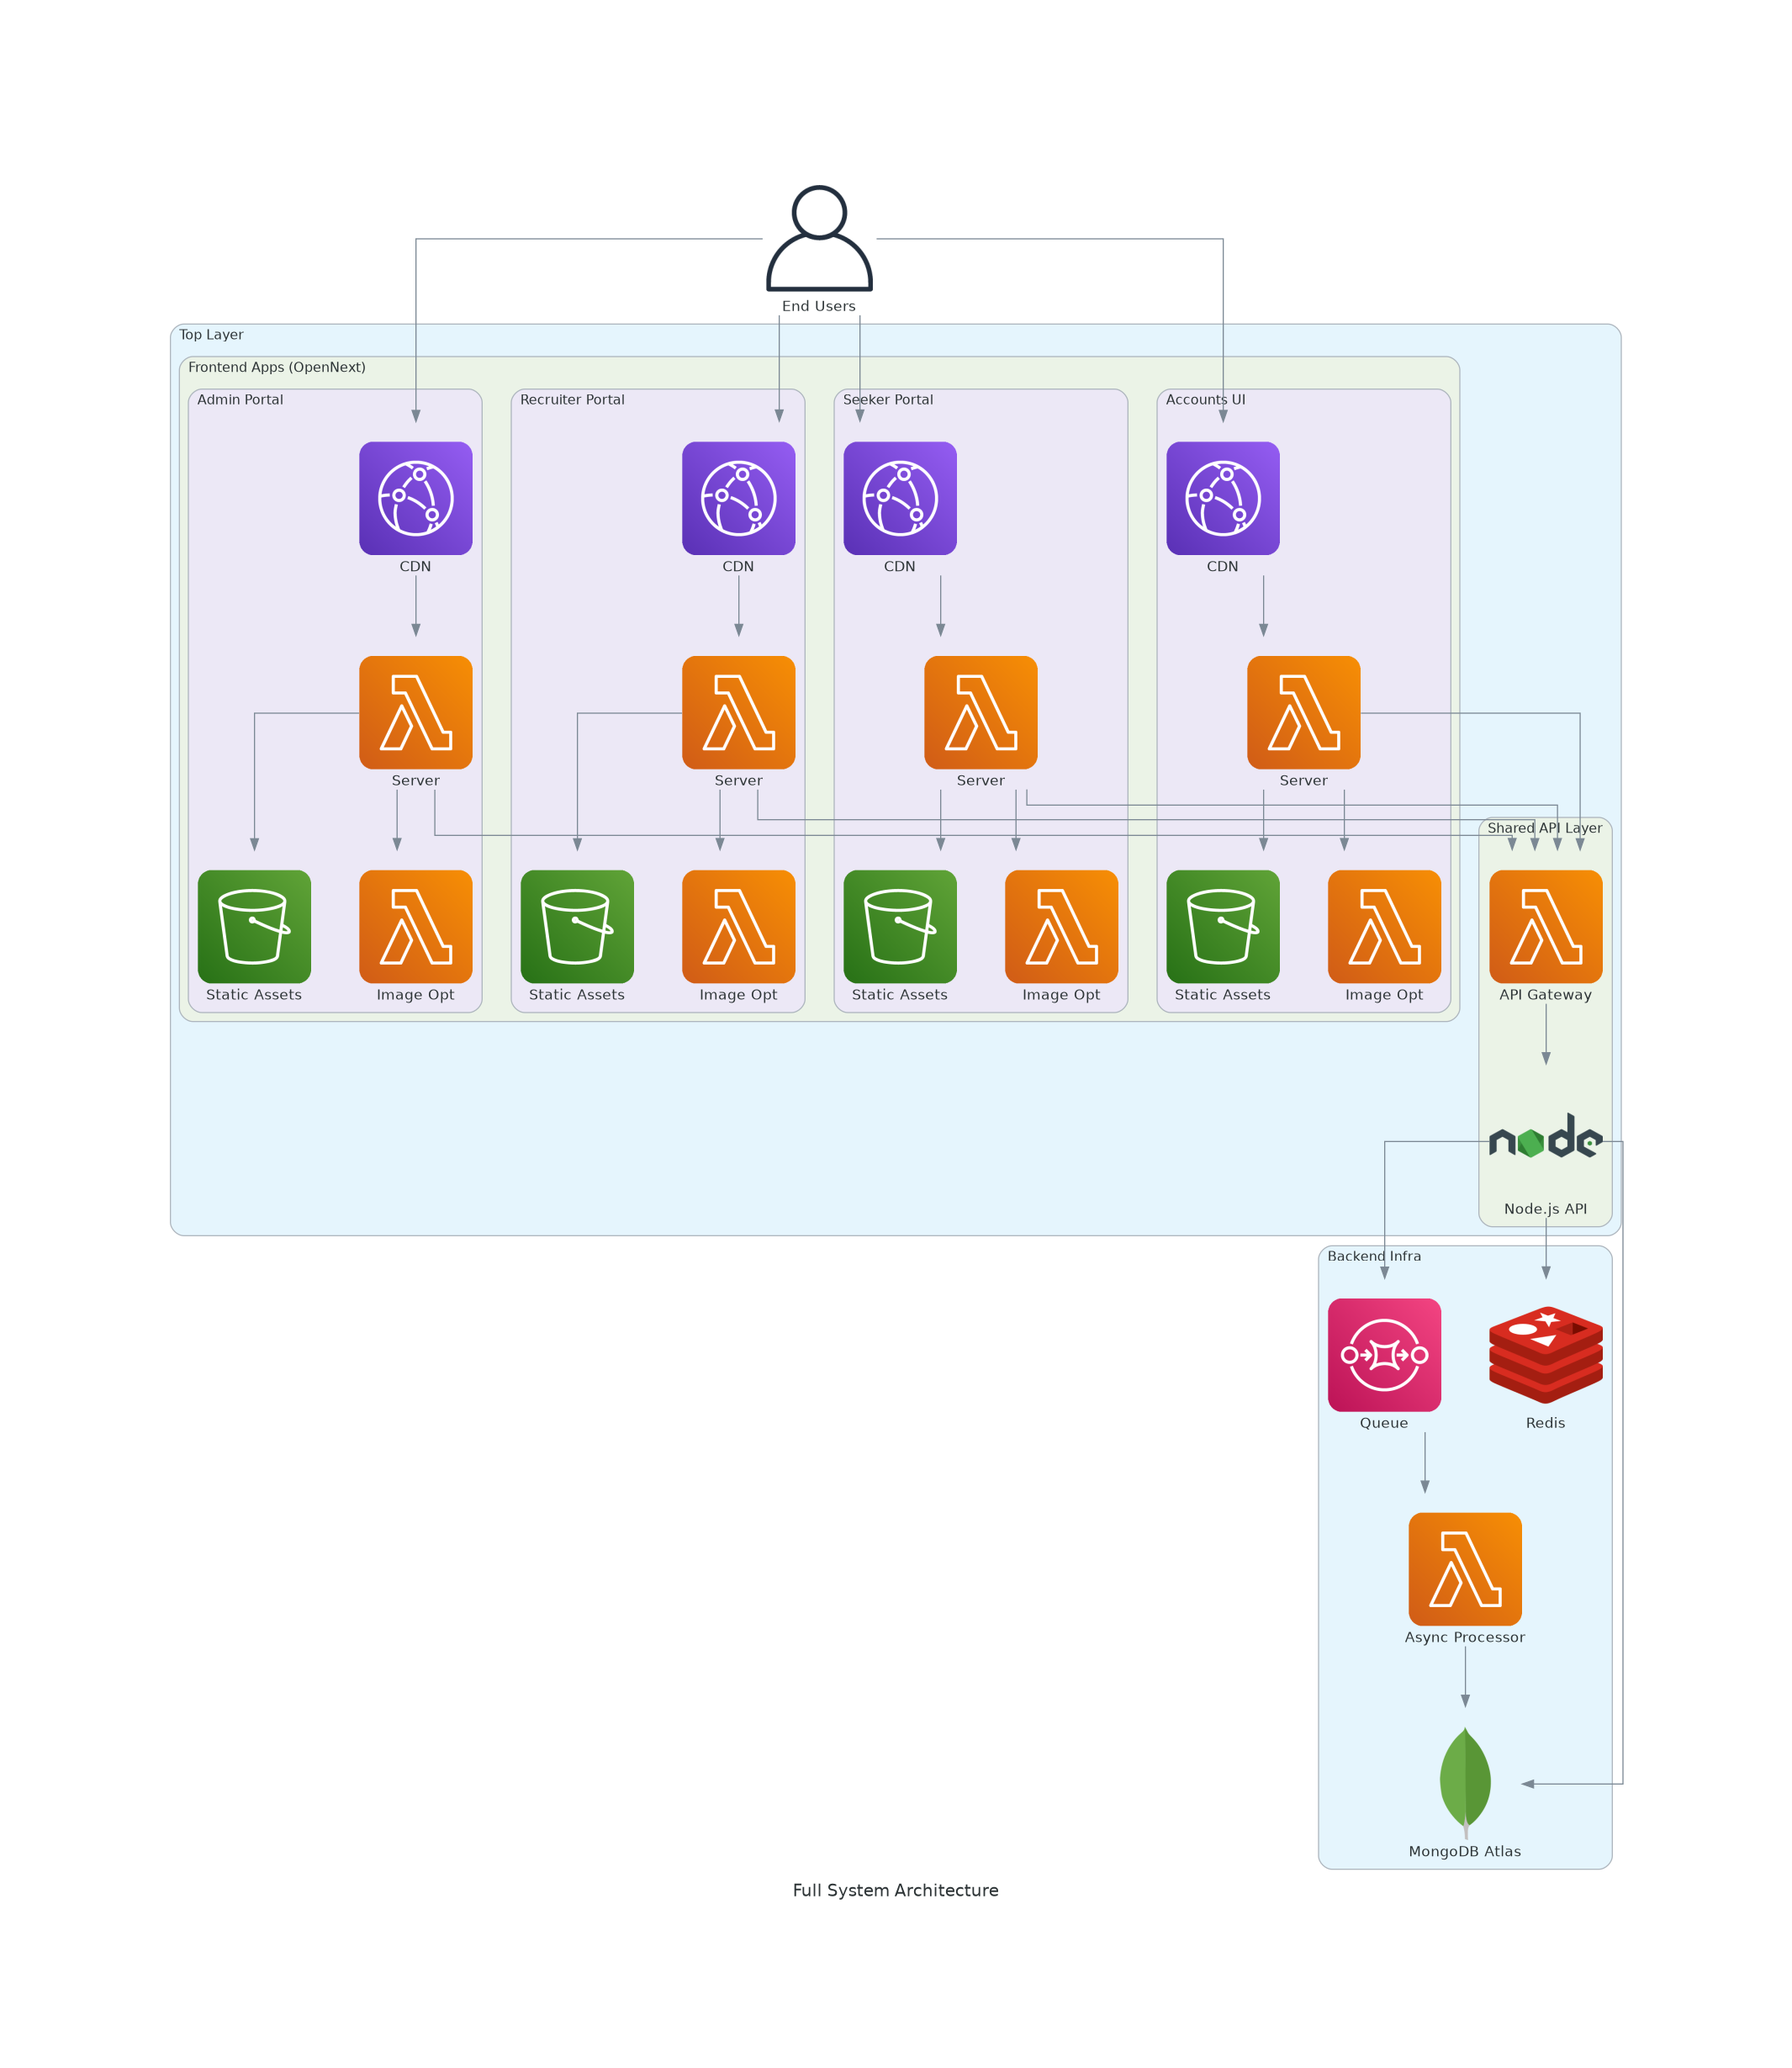 End Users
Top Layer
Frontend Apps (OpenNext)
Admin Portal
Recruiter Portal
Seeker Portal
Accounts UI
CDN
CDN
CDN
CDN
Server
Server
Server
Server
Shared API Layer
Static Assets
Image Opt
Static Assets
Image Opt
Static Assets
Image Opt
Static Assets
Image Opt
API Gateway
node
Node.js API
Backend Infra
Queue
Redis
Async Processor
MongoDB Atlas
Full System Architecture